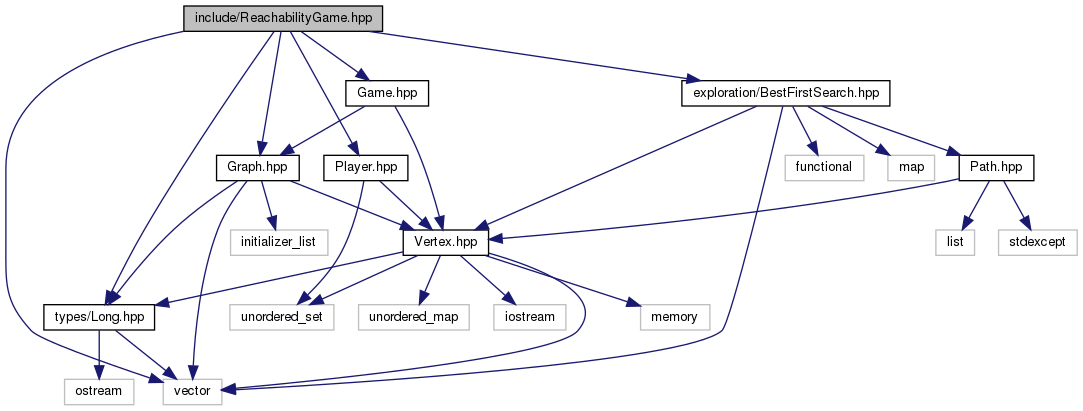 include/ReachabilityGame.hpp
Game.hpp
exploration/BestFirstSearch.hpp
Graph.hpp
Player.hpp
functional
map
Path.hpp
initializer_list
Vertex.hpp
list
stdexcept
types/Long.hpp
unordered_set
unordered_map
iostream
memory
ostream
vector